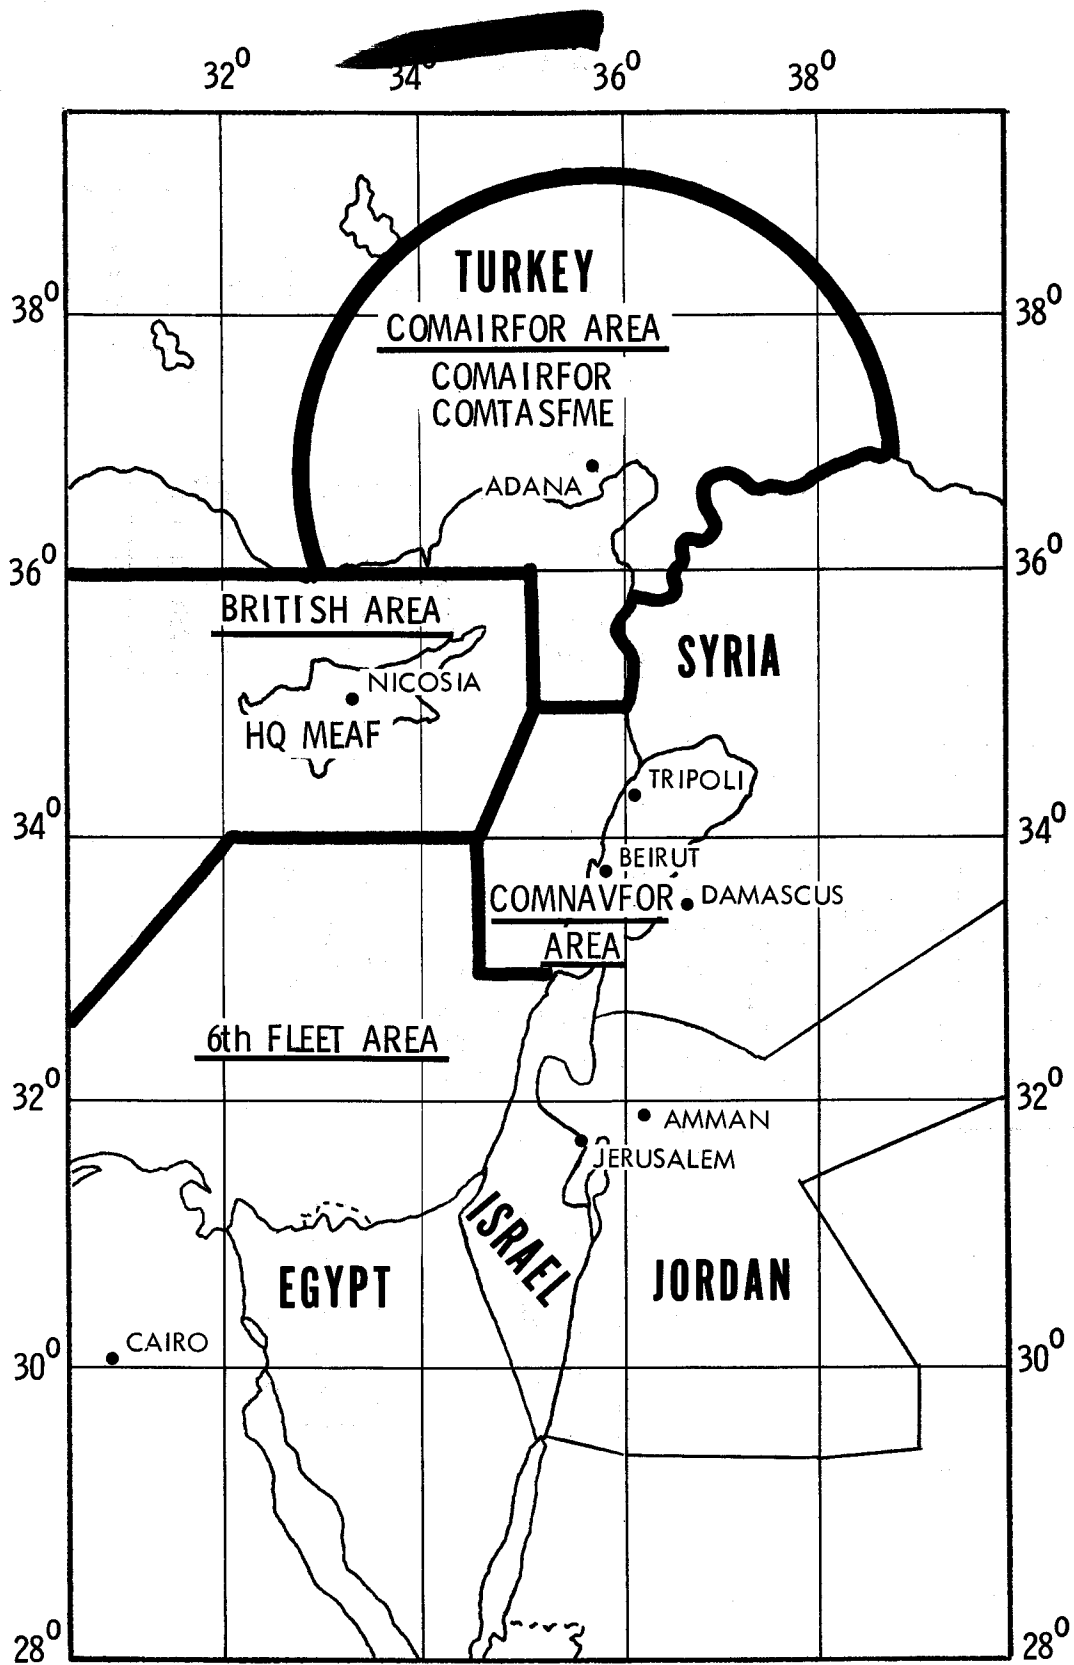 32⁰ 34⁰ 36⁰ 38⁰
TURKEY
38⁰ 38⁰
COMAIRFOR AREA
COMAIRFOR
COMTASFME
ADANA
36⁰ 36⁰
BRITISH AREA
SYRIA
NICOSIA
HQ MEAF
TRIPOLI
34⁰ 34⁰
BEIRUT
COMNAVFOR
DAMASCUS
AREA
6th FLEET AREA
32⁰ 32⁰
AMMAN
JERUSALEM
ISRAEL
EGYPT
JORDAN
CAIRO
30⁰ 30⁰
28⁰ 28⁰